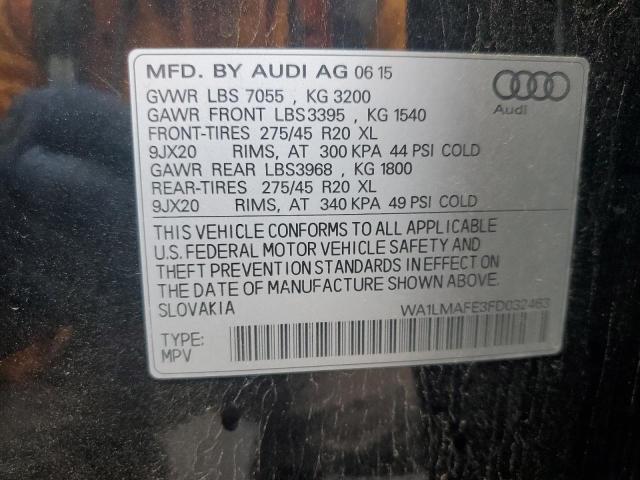 MFD. BY AUDI AG 06 15
GVWR LBS 7055 , KG 3200
GAWR FRONT LBS3395 , KG 1540
FRONT-TIRES 275/45 R20 XL
9JX20 RIMS, AT 300 KPA 44 PSI COLD
GAWR REAR LBS3968 , KG 1800
REAR-TIRES 275/45 R20 XL
9JX20 RIMS, AT 340 KPA 49 PSI COLD
THIS VEHICLE CONFORMS TO ALL APPLICABLE
U.S. FEDERAL MOTOR VEHICLE SAFETY AND
THEFT PREVENTION STANDARDS IN EFFECT ON
THE DATE OF MANUFACTURE SHOWN ABOVE.
SLOVAKIA WA1LMAFE3FD032463
TYPE:
MPV
Audi